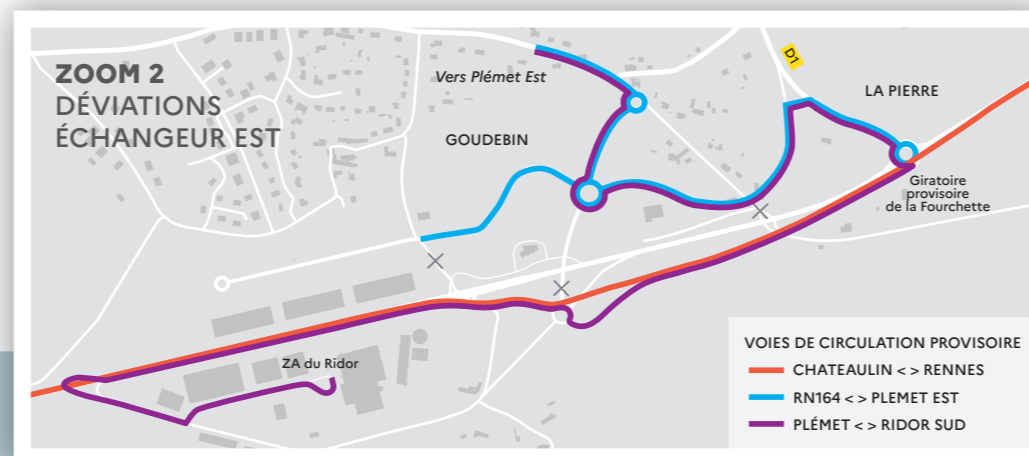 ZOOM 2
DÉVIATIONS
ÉCHANGEUR EST
Vers Plémet Est
GOUDEBIN
D1
LA PIERRE
Giratoire
provisoire
de la Fourchette
ZA du Ridor
VOIES DE CIRCULATION PROVISOIRE
CHATEAULIN <> RENNES
RN164 <> PLEMET EST
PLÉMET <> RIDOR SUD